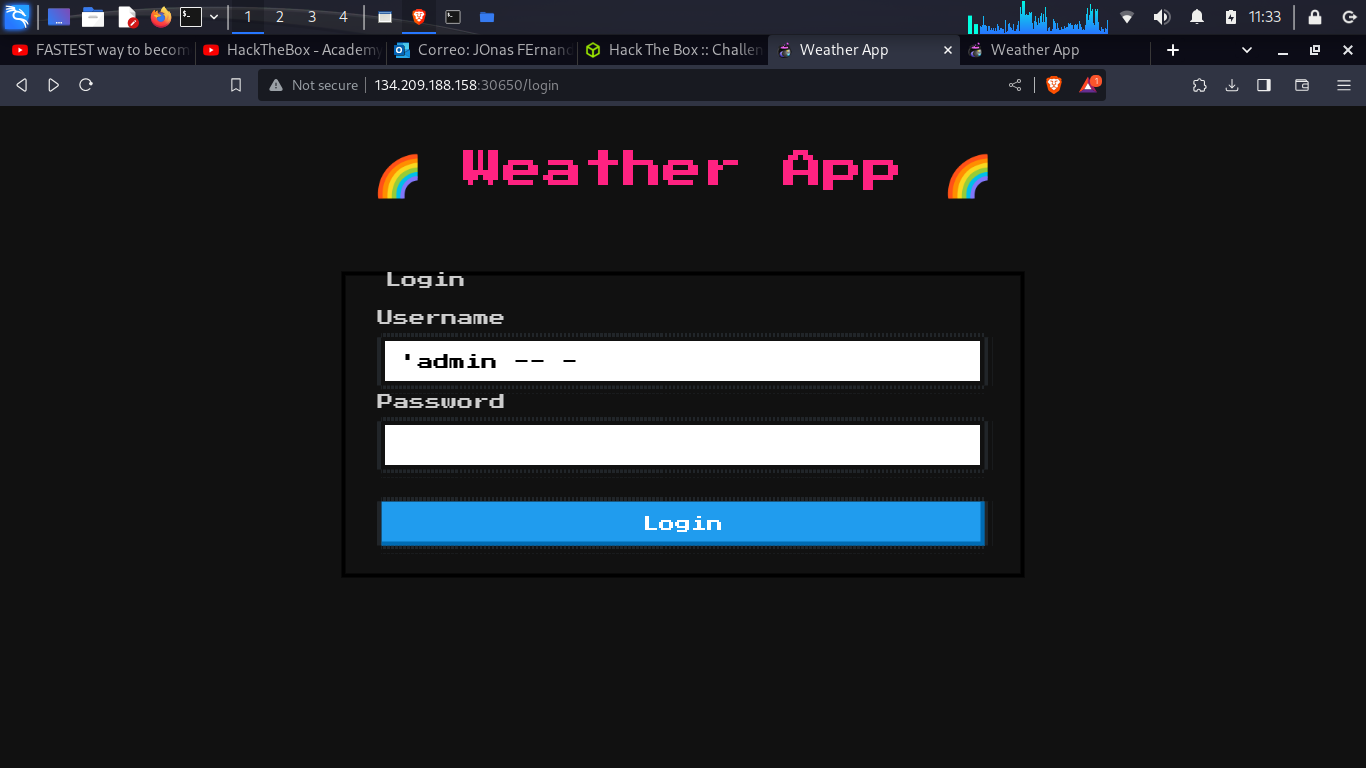 1 2 3 4 11:33
FASTEST way to becom HackTheBox - Academy Correo: JOnas FErnanc Hack The Box :: Challen Weather App Weather App
Not secure 134.209.188.158:30650/login 1
Weather App
Login
Username
'admin -- -
Password
Login